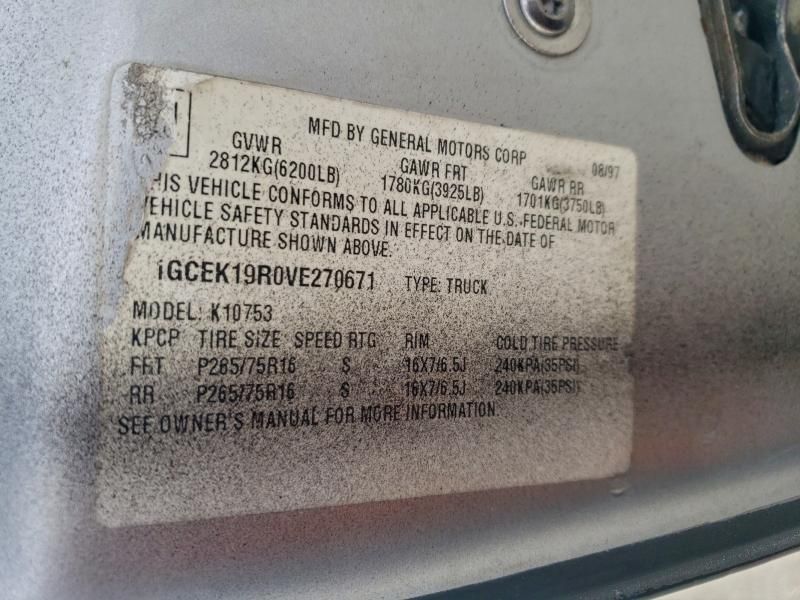 MFD BY GENERAL MOTORS CORP 08/97
GVWR GAWR FRT GAWR RR
2812KG(6200LB) 1780KG(3925LB) 1701KG(3750LB)
HIS VEHICLE CONFORMS TO ALL APPLICABLE U.S. FEDERAL MOTOR
VEHICLE SAFETY STANDARDS IN EFFECT ON THE DATE OF
MANUFACTURE SHOWN ABOVE.
1GCEK19R0VE270671 TYPE: TRUCK
MODEL: K10753
KPCP TIRE SIZE SPEED RTG RIM COLD TIRE PRESSURE
FRT P265/75R16 S 16X7/6.5J 240KPA(35PSI)
RR P265/75R16 S 16X7/6.5J 240KPA(35PSI)
SEE OWNER'S MANUAL FOR MORE INFORMATION.